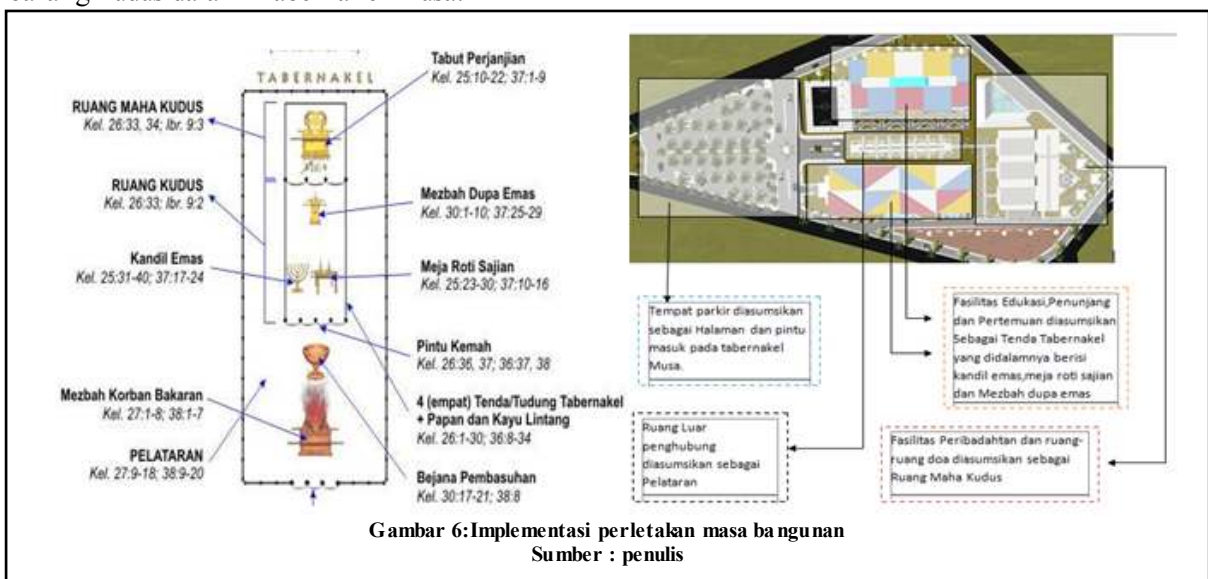 TABERNAKEL
Tabut Perjanjian
Kel. 25:10-22; 37:1-9
RUANG MAHA KUDUS
Kel. 26:33, 34; Ibr. 9:3
RUANG KUDUS
Kel. 26:33; Ibr. 9:2
Mezbah Dupa Emas
Kel. 30:1-10; 37:25-29
Kandil Emas
Kel. 25:31-40; 37:17-24
Meja Roti Sajian
Kel. 25:23-30; 37:10-16
Pintu Kemah
Kel. 26:36, 37; 36:37, 38
Mezbah Korban Bakaran
Kel. 27:1-8; 38:1-7
4 (empat) Tenda/Tudung Tabernakel
+ Papan dan Kayu Lintang
Kel. 26:1-30; 36:8-34
PELATARAN
Kel. 27:9-18; 38:9-20
Bejana Pembasuhan
Kel. 30:17-21; 38:8
Tempat parkir diasumsikan
sebagai Halaman dan pintu
masuk pada tabernakel
Musa.
Fasilitas Edukasi,Penunjang
dan Pertemuan diasumsikan
Sebagai Tenda Tabernakel
yang didalamnya berisi
kandil emas,meja roti sajian
dan Mezbah dupa emas
Ruang Luar
penghubung
diasumsikan sebagai
Pelataran
Fasilitas Peribadahtan dan ruang-
ruang doa diasumsikan sebagai
Ruang Maha Kudus
Gambar 6:Implementasi perletakan masa bangunan
Sumber : penulis